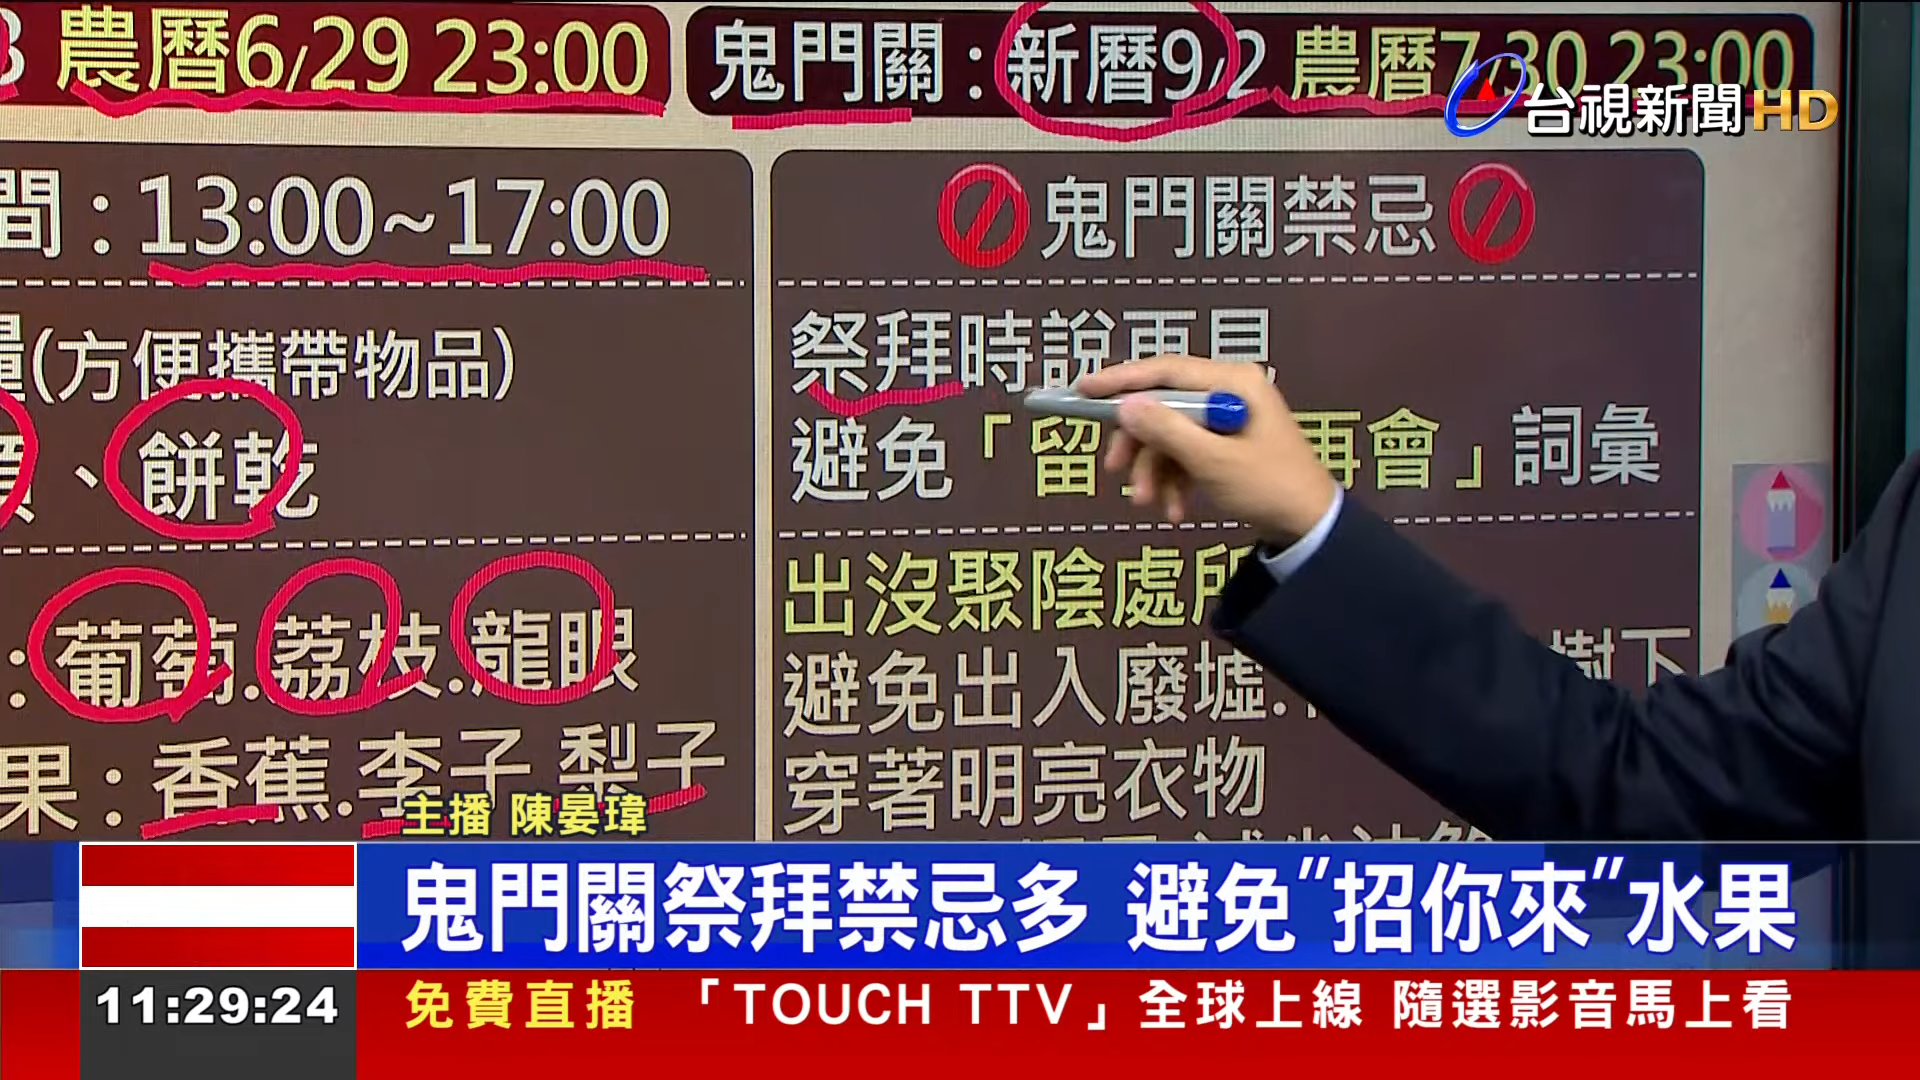 農曆6/29 23:00
鬼門關：新曆9/2 農曆7/30 23:00
台視新聞HD
間：13:00~17:00
鬼門關禁忌
(方便攜帶物品)
、餅乾
：葡萄.荔枝.龍眼
果：香蕉.李子.梨子
祭拜時說再見
避免「留 再會」詞彙
出沒聚陰處所
避免出入廢墟. 樹下
穿著明亮衣物
主播 陳晏瑋
鬼門關祭拜禁忌多 避免"招你來"水果
11:29:24
免費直播 「TOUCH TTV」全球上線 隨選影音馬上看